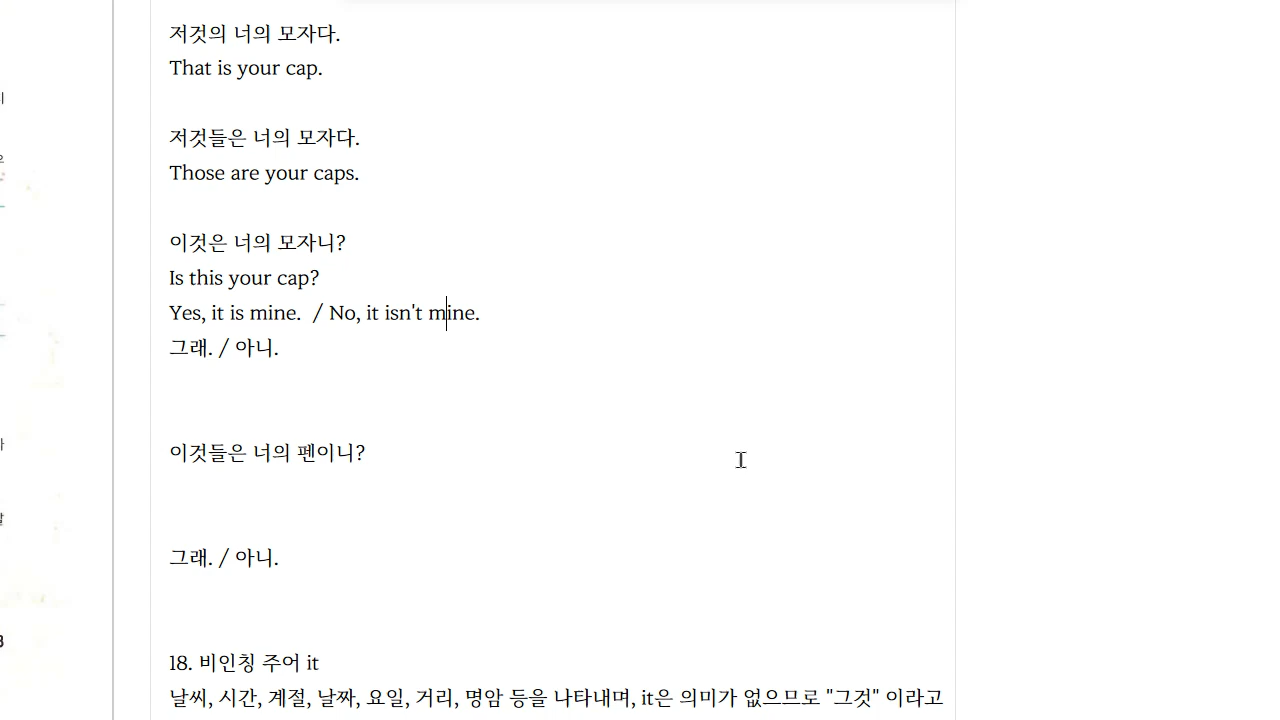 저것의 너의 모자다.
That is your cap.
저것들은 너의 모자다.
Those are your caps.
이것은 너의 모자니?
Is this your cap?
Yes, it is mine.  / No, it isn't mine.
그래. / 아니.
이것들은 너의 펜이니?
그래. / 아니.
18. 비인칭 주어 it
날씨, 시간, 계절, 날짜, 요일, 거리, 명암 등을 나타내며, it은 의미가 없으므로 "그것" 이라고